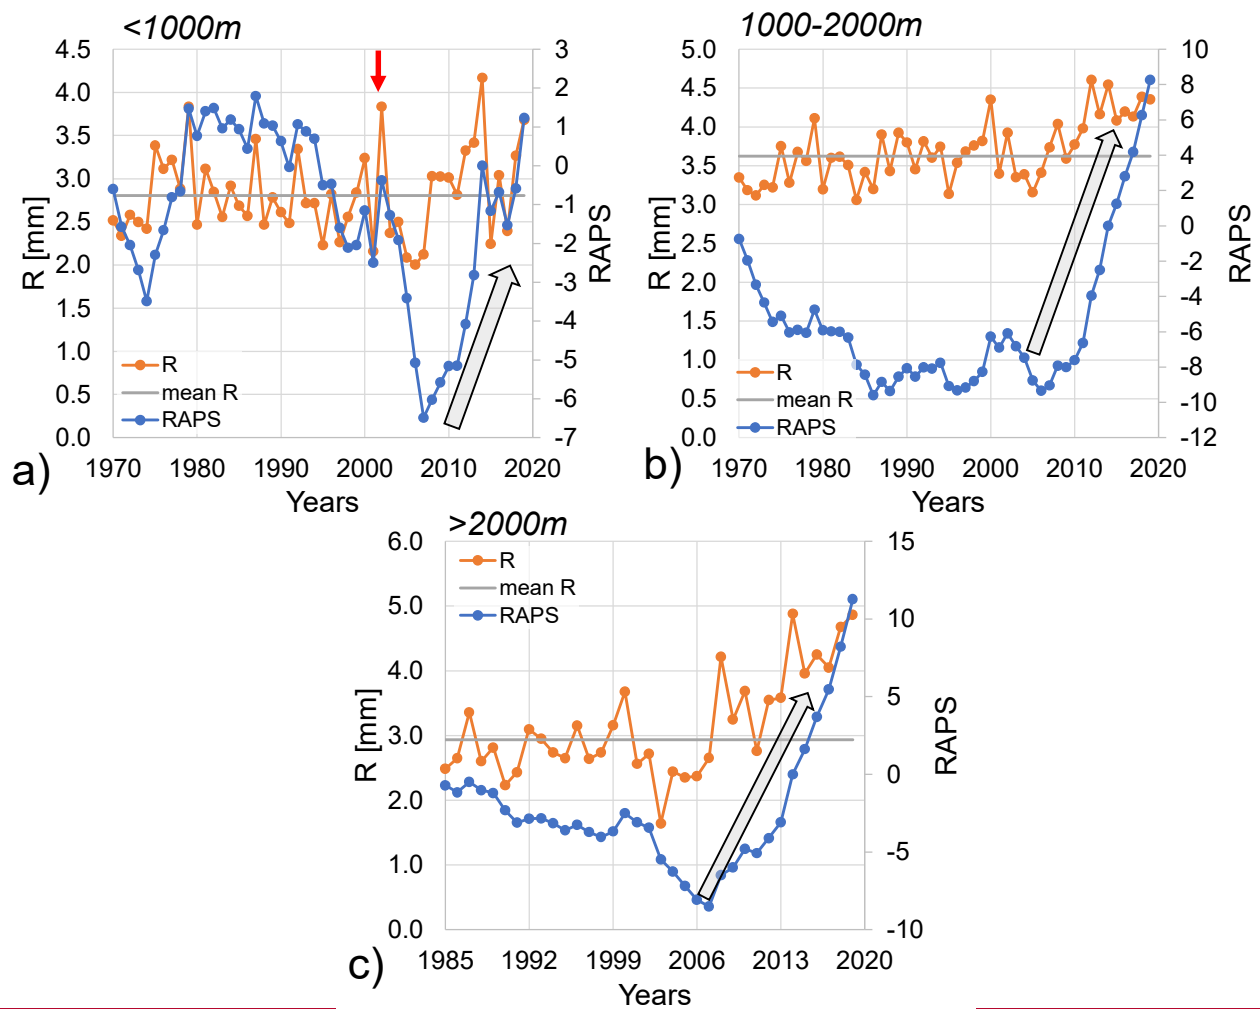 <1000m
4.5
4.0
3.5
3.0
2.5
2.0
1.5
1.0
0.5
0.0
R [mm]
3
2
1
0
-1
-2
-3
-4
-5
-6
-7
RAPS
R
mean R
RAPS
1970 1980 1990 2000 2010 2020
Years
a)
1000-2000m
5.0
4.5
4.0
3.5
3.0
2.5
2.0
1.5
1.0
0.5
0.0
R [mm]
10
8
6
4
2
0
-2
-4
-6
-8
-10
-12
RAPS
R
mean R
RAPS
1970 1980 1990 2000 2010 2020
Years
b)
>2000m
6.0
5.0
4.0
3.0
2.0
1.0
0.0
R [mm]
15
10
5
0
-5
-10
RAPS
R
mean R
RAPS
1985 1992 1999 2006 2013 2020
Years
c)